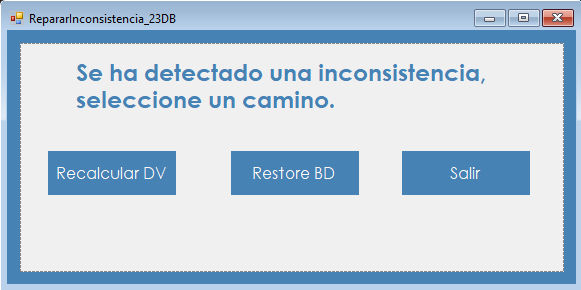 RepararInconsistencia_23DB
Se ha detectado una inconsistencia,
seleccione un camino.
Recalcular DV
Restore BD
Salir